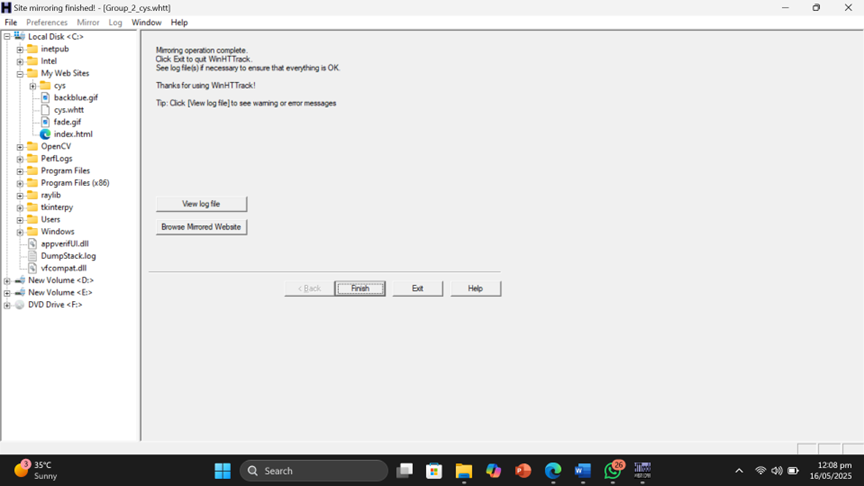 Site mirroring finished! - [Group_2_cys.whtt]
File Preferences Mirror Log Window Help
Local Disk <C:>
inetpub
Intel
My Web Sites
cys
backblue.gif
cys.whtt
fade.gif
index.html
OpenCV
PerfLogs
Program Files
Program Files (x86)
raylib
tkinterpy
Users
Windows
appverifUI.dll
DumpStack.log
vfcompat.dll
New Volume <D:>
New Volume <E:>
DVD Drive <F:>
Mirroring operation complete.
Click Exit to quit WinHTTrack.
See log file(s) if necessary to ensure that everything is OK.
Thanks for using WinHTTrack!
Tip: Click [View log file] to see warning or error messages
View log file
Browse Mirrored Website
< Back Finish Exit Help
3
35°C
Sunny
Search
26
12:08 pm
16/05/2025